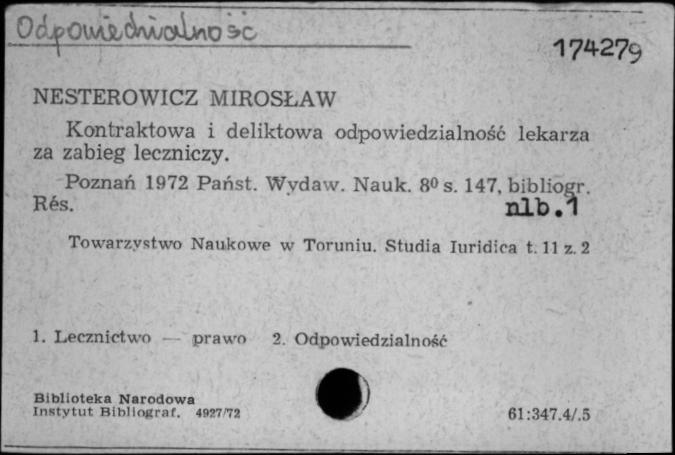 Odpowiedzialność
174279
NESTEROWICZ MIROSŁAW
Kontraktowa i deliktowa odpowiedzialność lekarza
za zabieg leczniczy.
Poznań 1972 Państ. Wydaw. Nauk. 8⁰ s. 147, bibliogr.
Rés. nlb.1
Towarzystwo Naukowe w Toruniu. Studia Iuridica t. 11 z. 2
1. Lecznictwo — prawo 2. Odpowiedzialność
Biblioteka Narodowa
Instytut Bibliograf. 4927/72
61:347.4/.5